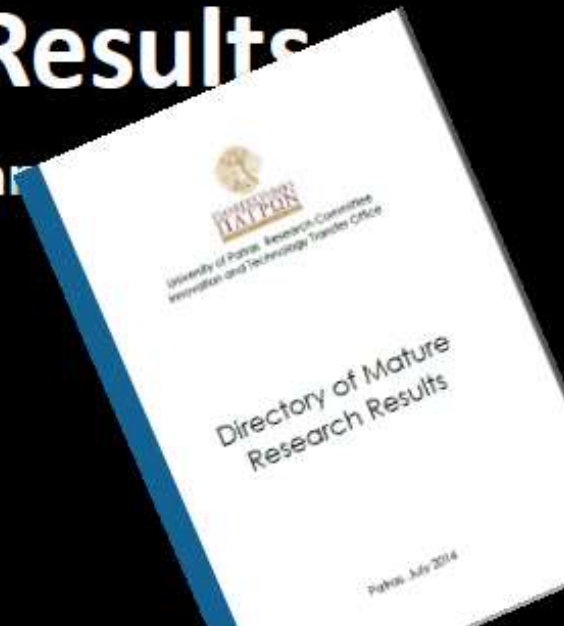 Results
ΠΑΝΕΠΙΣΤΗΜΙΟ
ΠΑΤΡΩΝ
University of Patras, Research Committee
Innovation and Technology Transfer Office
Directory of Mature
Research Results
Patras, July 2014